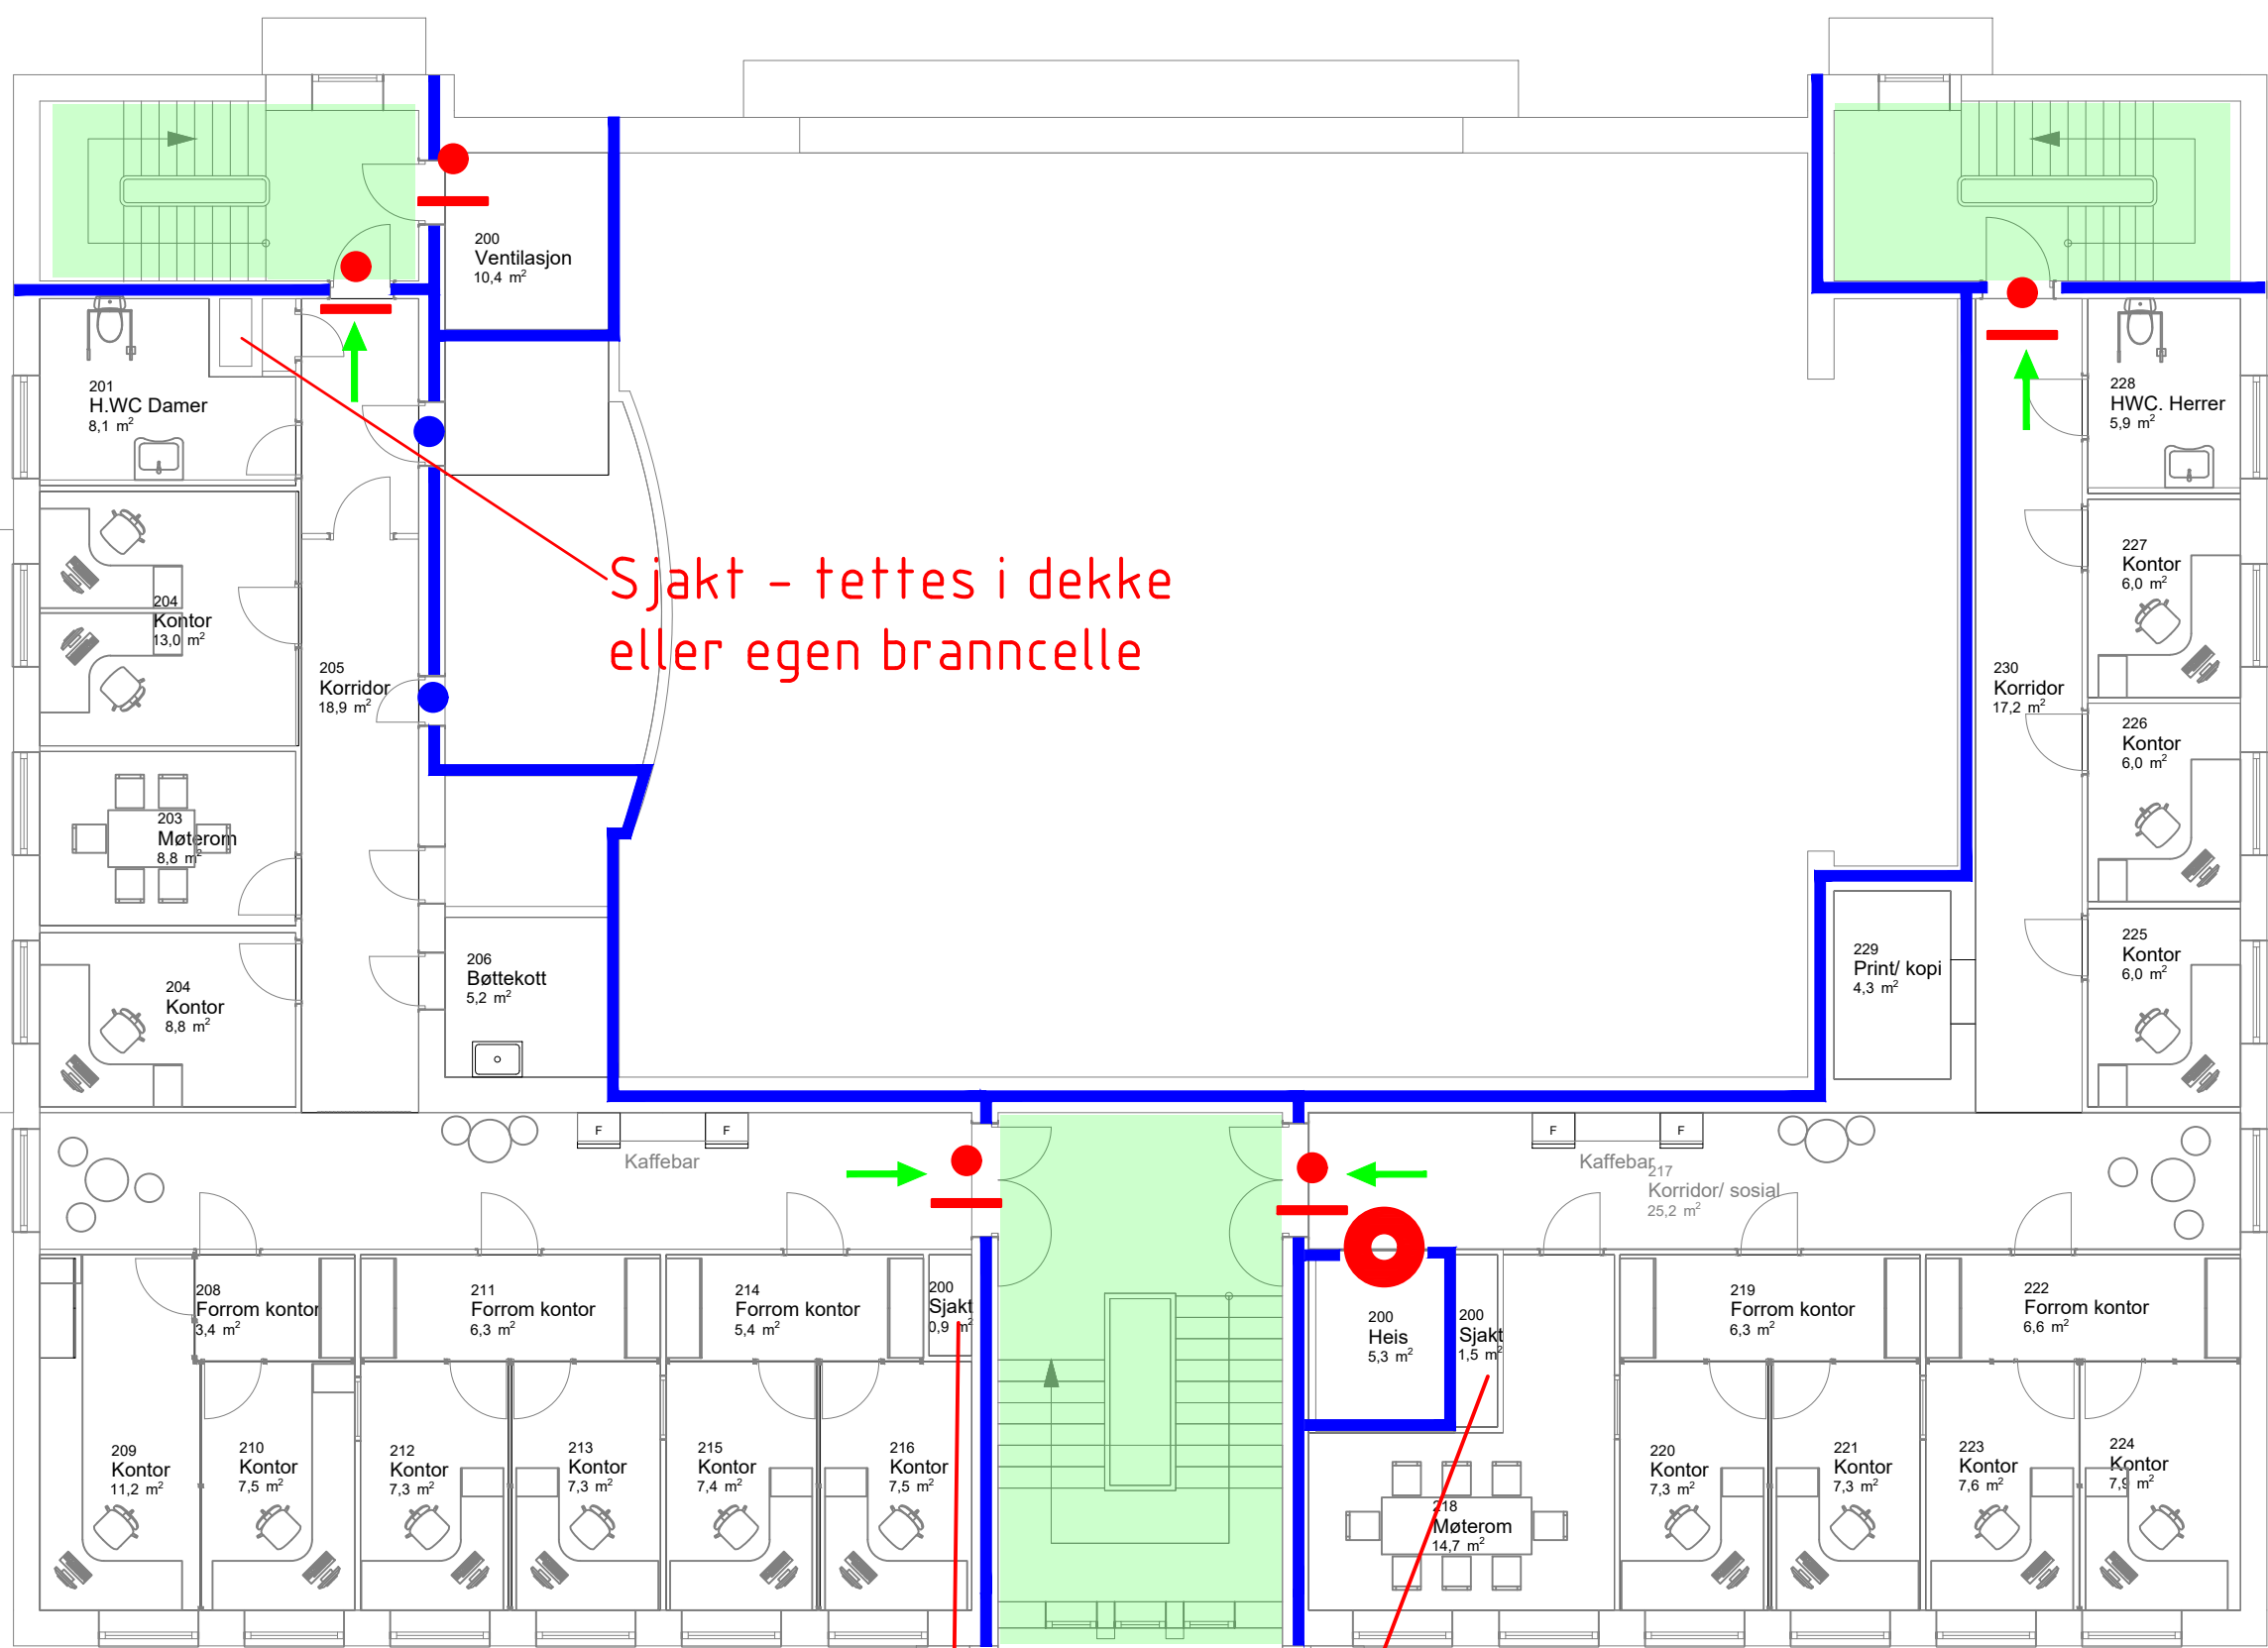 200
Ventilasjon
10,4 m²
201
H.WC Damer
8,1 m²
228
HWC. Herrer
5,9 m²
Sjakt - tettes i dekke
eller egen branncelle
204
Kontor
13,0 m²
227
Kontor
6,0 m²
205
Korridor
18,9 m²
230
Korridor
17,2 m²
226
Kontor
6,0 m²
203
Møterom
8,8 m²
206
Bøttekott
5,2 m²
229
Print/ kopi
4,3 m²
225
Kontor
6,0 m²
204
Kontor
8,8 m²
F
F
Kaffebar
F
F
Kaffebar
217
Korridor/ sosial
25,2 m²
208
Forrom kontor
3,4 m²
211
Forrom kontor
6,3 m²
214
Forrom kontor
5,4 m²
200
Sjakt
0,9 m²
200
Heis
5,3 m²
200
Sjakt
1,5 m²
219
Forrom kontor
6,3 m²
222
Forrom kontor
6,6 m²
209
Kontor
11,2 m²
210
Kontor
7,5 m²
212
Kontor
7,3 m²
213
Kontor
7,3 m²
215
Kontor
7,4 m²
216
Kontor
7,5 m²
218
Møterom
14,7 m²
220
Kontor
7,3 m²
221
Kontor
7,3 m²
223
Kontor
7,6 m²
224
Kontor
7,9 m²